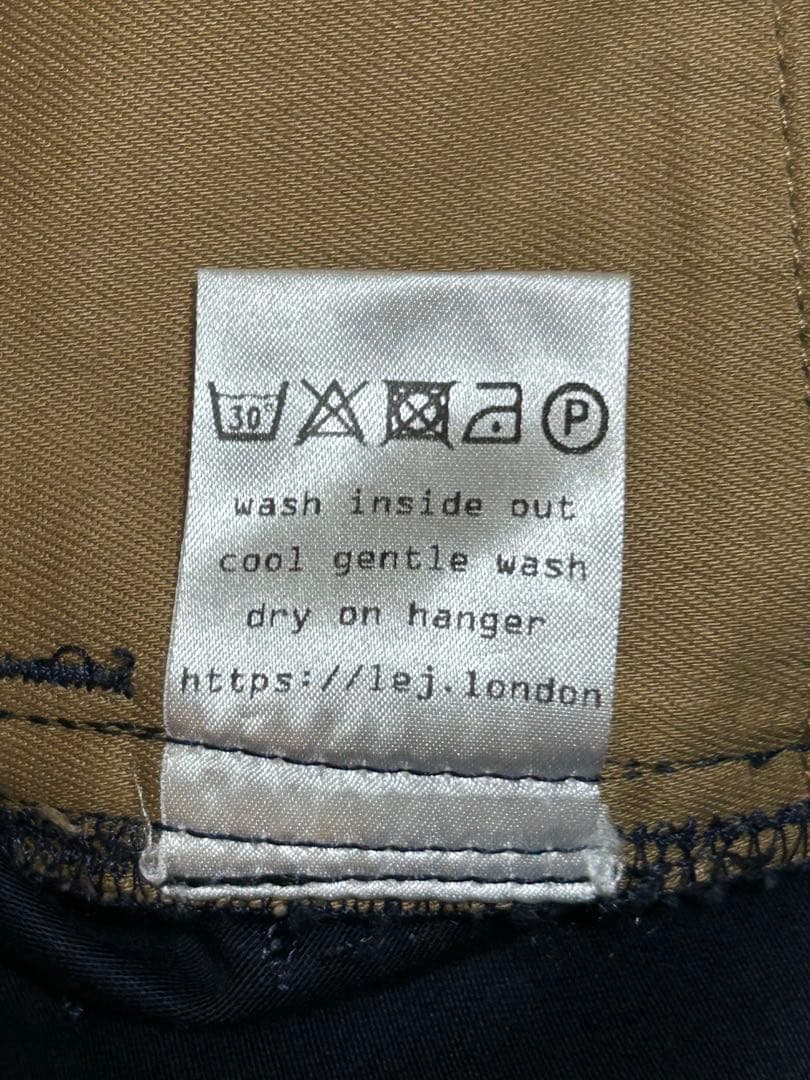 30° P
wash inside out
cool gentle wash
dry on hanger
https://lej.london